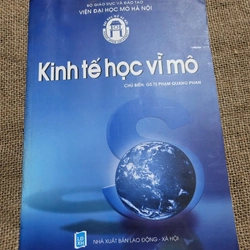 BỘ GIÁO DỤC VÀ ĐÀO TẠO
VIỆN ĐẠI HỌC MỞ HÀ NỘI
Kinh tế học vĩ mô
CHỦ BIÊN: GS.TS PHẠM QUANG PHAN
NHÀ XUẤT BẢN LAO ĐỘNG - XÃ HỘI